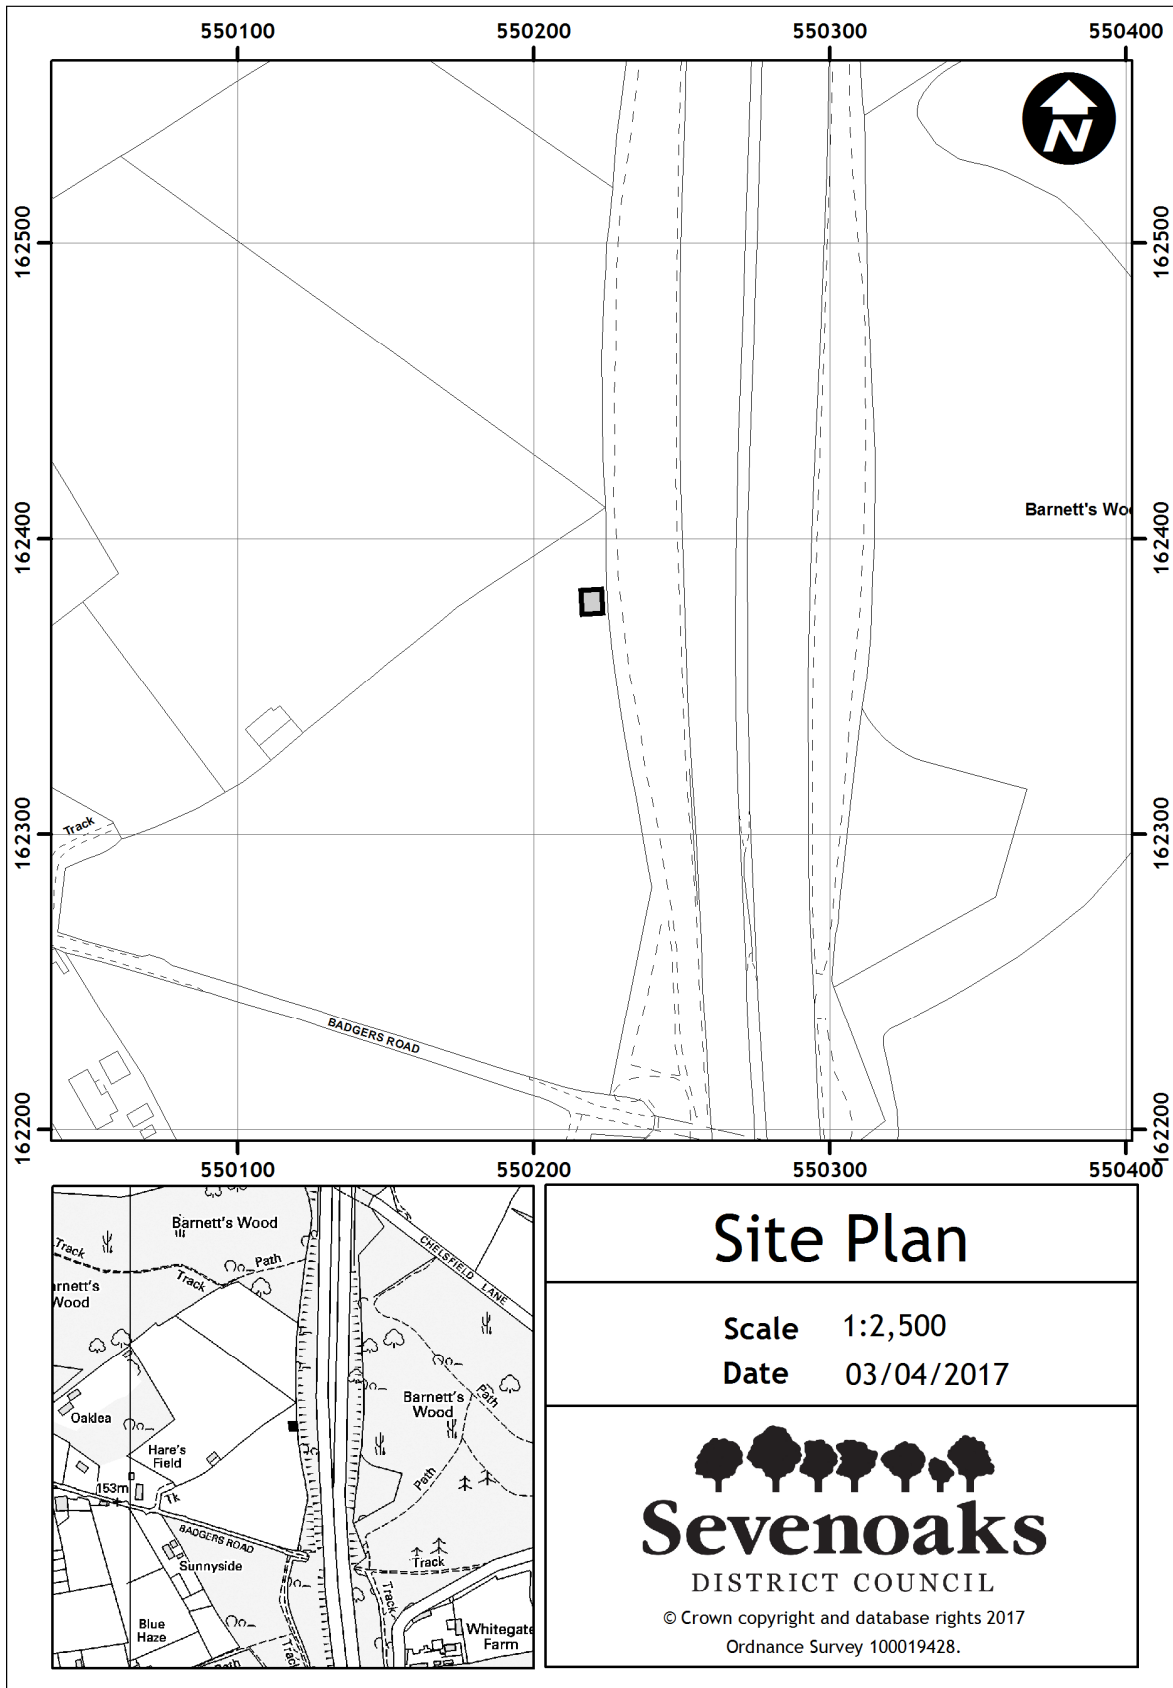 550100 550200 550300 550400
N
162500 162500
Barnett's Wo
162400 162400
162300 162300
Track
BADGERS ROAD
162200 162200
550100 550200 550300 550400
Barnett's Wood
CHELSFIELD LANE
Track
Path
Track
rnett's
Wood
Path
Barnett's
Wood
Oaklea
Hare's
Field
Path
153m
Tk
BADGERS ROAD
Sunnyside
Track
Track
Blue
Haze
Whitegate
Farm
Track
Path
Site Plan
Scale 1:2,500
Date 03/04/2017
Sevenoaks
DISTRICT COUNCIL
© Crown copyright and database rights 2017
Ordnance Survey 100019428.